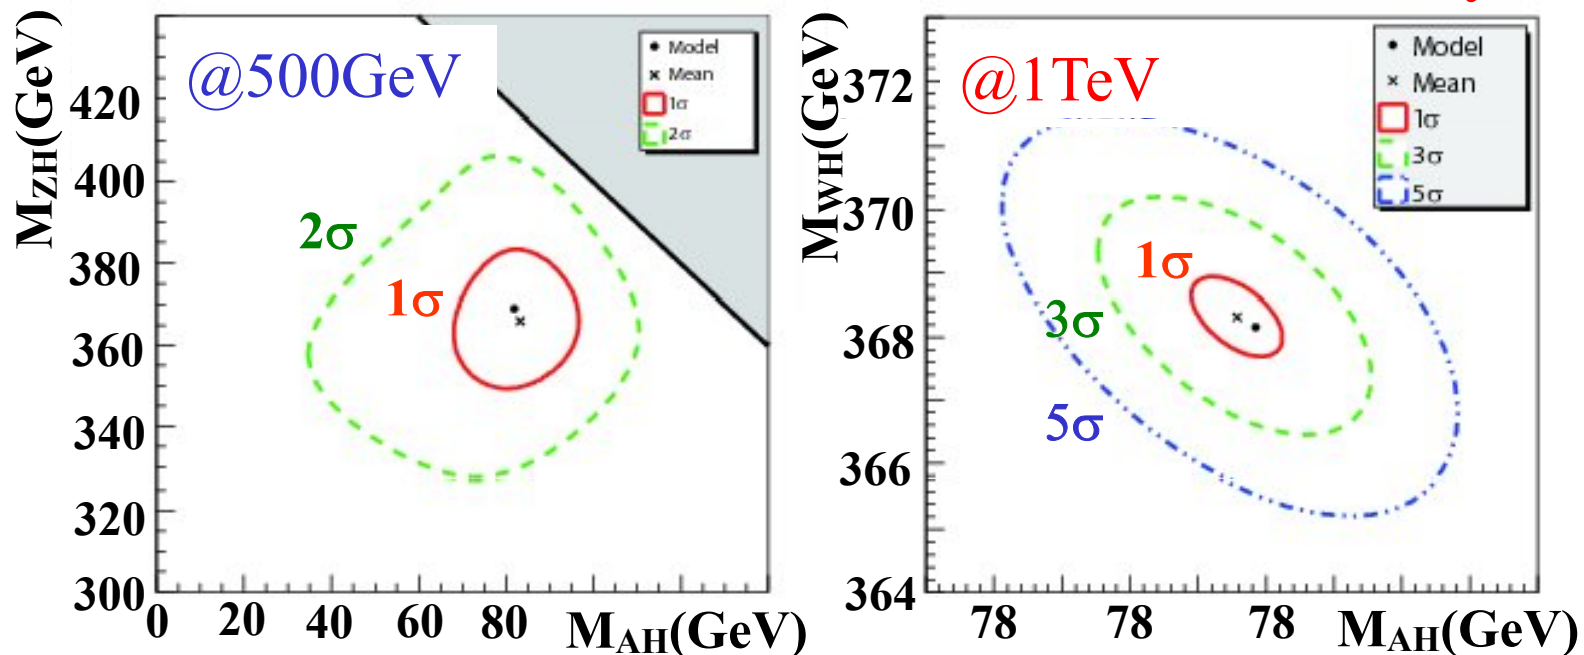 M_ZH(GeV)
@500GeV
Model
Mean
1σ
2σ
420
400
380
360
340
320
300
2σ
1σ
0 20 40 60 80 M_AH(GeV)
M_WH(GeV)
@1TeV
Model
Mean
1σ
3σ
5σ
372
370
368
366
364
1σ
3σ
5σ
78 78 78 M_AH(GeV)